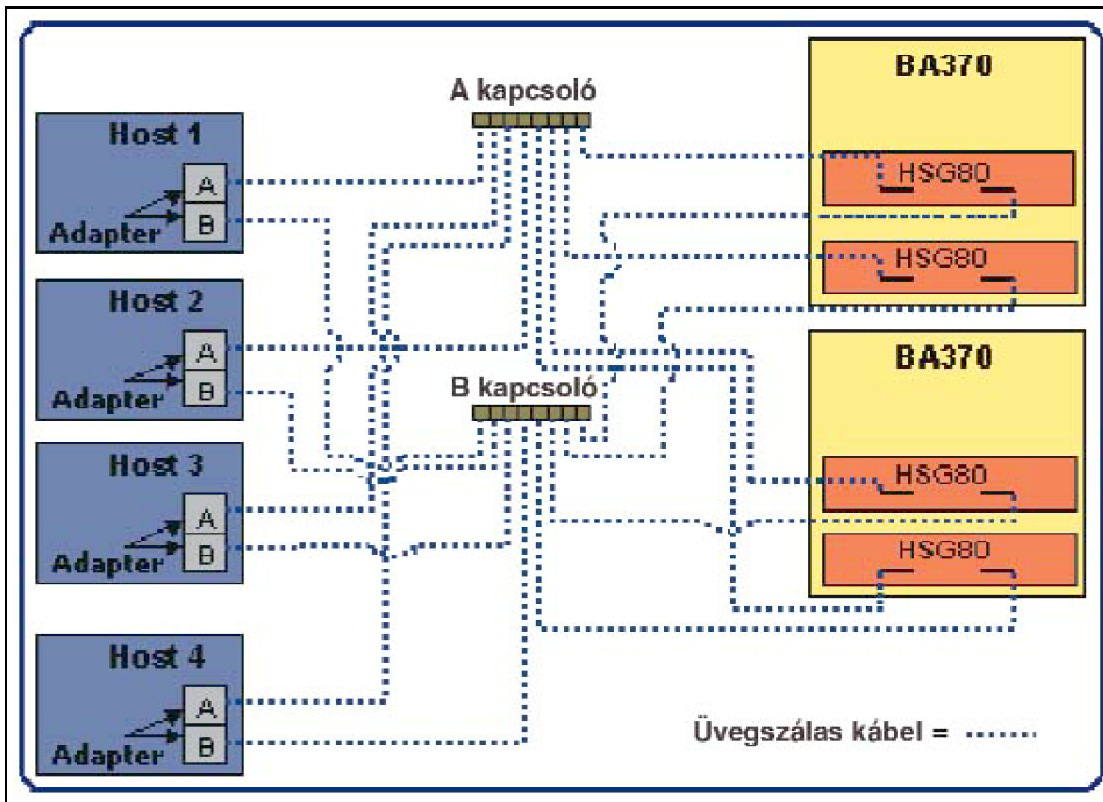 A kapcsoló
Host 1
A
B
Adapter
Host 2
A
B
Adapter
B kapcsoló
Host 3
A
B
Adapter
Host 4
A
B
Adapter
BA370
HSG80
HSG80
BA370
HSG80
HSG80
Üvegszálas kábel =